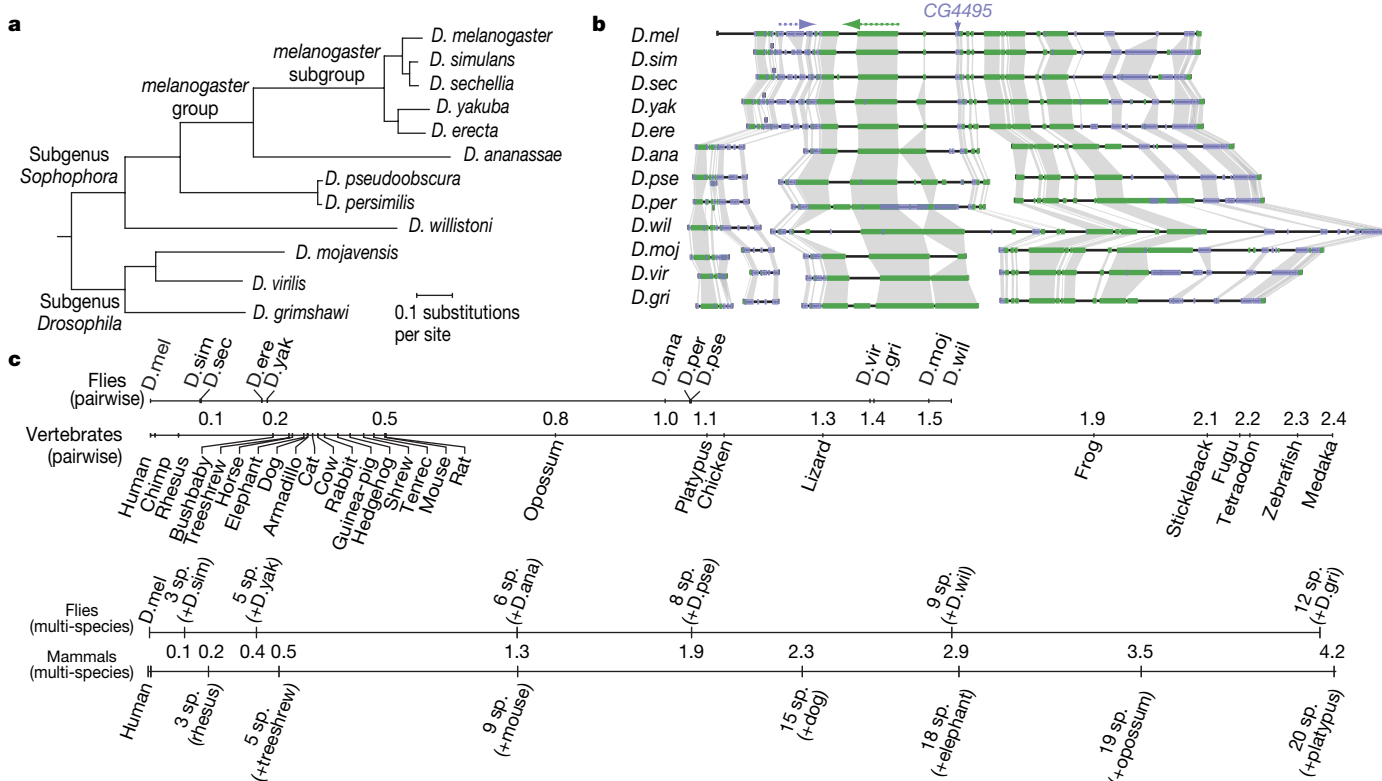 a
D. melanogaster
D. simulans
D. sechellia
D. yakuba
D. erecta
D. ananassae
D. pseudoobscura
D. persimilis
D. willistoni
D. mojavensis
D. virilis
D. grimshawi
melanogaster
subgroup
melanogaster
group
Subgenus
Sophophora
Subgenus
Drosophila
0.1 substitutions
per site
b
CG4495
D.mel
D.sim
D.sec
D.yak
D.ere
D.ana
D.pse
D.per
D.wil
D.moj
D.vir
D.gri
c
Flies
(pairwise)
D.mel
D.sim
D.sec
D.ere
D.yak
D.ana
D.per
D.pse
D.vir
D.gri
D.moj
D.wil
0.1 0.2 0.5 0.8 1.0 1.1 1.3 1.4 1.5 1.9 2.1 2.2 2.3 2.4
Vertebrates
(pairwise)
Human
Chimp
Rhesus
Bushbaby
Treeshrew
Horse
Elephant
Dog
Armadillo
Cat
Cow
Rabbit
Guinea-pig
Hedgehog
Shrew
Tenrec
Mouse
Rat
Opossum
Platypus
Chicken
Lizard
Frog
Stickleback
Fugu
Tetraodon
Zebrafish
Medaka
Flies
(multi-species)
D.mel
3 sp.
(+D.sim)
5 sp.
(+D.yak)
6 sp.
(+D.ana)
8 sp.
(+D.pse)
9 sp.
(+D.wil)
12 sp.
(+D.gri)
0.1 0.2 0.4 0.5 1.3 1.9 2.3 2.9 3.5 4.2
Mammals
(multi-species)
Human
3 sp.
(rhesus)
5 sp.
(+treeshrew)
9 sp.
(+mouse)
15 sp.
(+dog)
18 sp.
(+elephant)
19 sp.
(+opossum)
20 sp.
(+platypus)